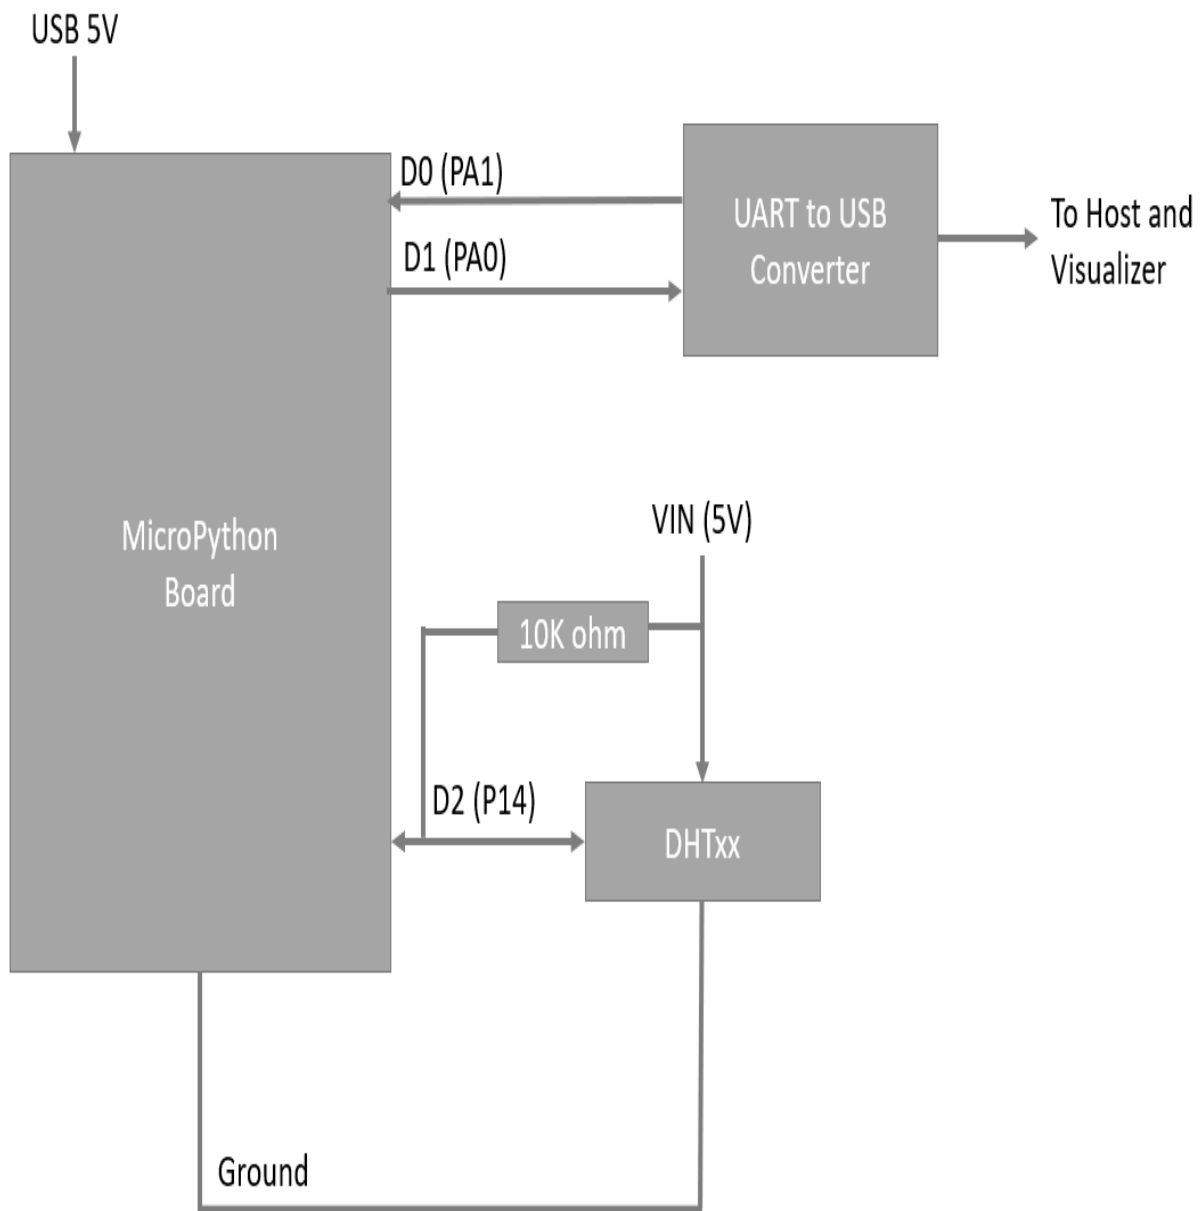 USB 5V
D0 (PA1)
D1 (PA0)
UART to USB
Converter
To Host and
Visualizer
MicroPython
Board
VIN (5V)
10K ohm
D2 (P14)
DHTxx
Ground